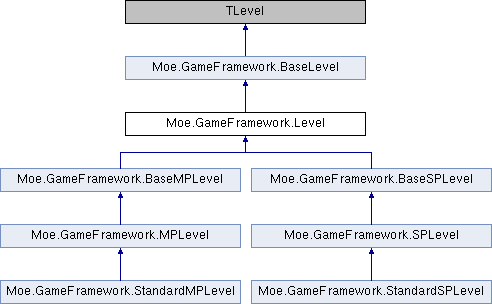 TLevel
Moe.GameFramework.BaseLevel
Moe.GameFramework.Level
Moe.GameFramework.BaseMPLevel
Moe.GameFramework.BaseSPLevel
Moe.GameFramework.MPLevel
Moe.GameFramework.SPLevel
Moe.GameFramework.StandardMPLevel
Moe.GameFramework.StandardSPLevel